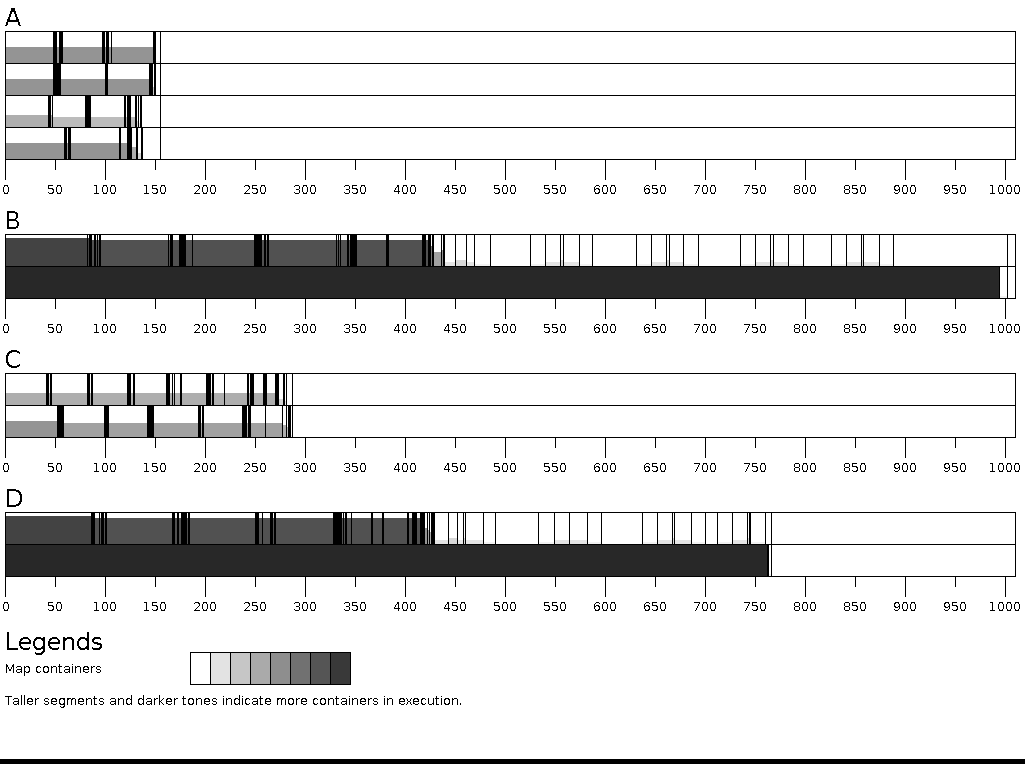 A
0 50 100 150 200 250 300 350 400 450 500 550 600 650 700 750 800 850 900 950 1000
B
0 50 100 150 200 250 300 350 400 450 500 550 600 650 700 750 800 850 900 950 1000
C
0 50 100 150 200 250 300 350 400 450 500 550 600 650 700 750 800 850 900 950 1000
D
0 50 100 150 200 250 300 350 400 450 500 550 600 650 700 750 800 850 900 950 1000
Legends
Map containers
Taller segments and darker tones indicate more containers in execution.